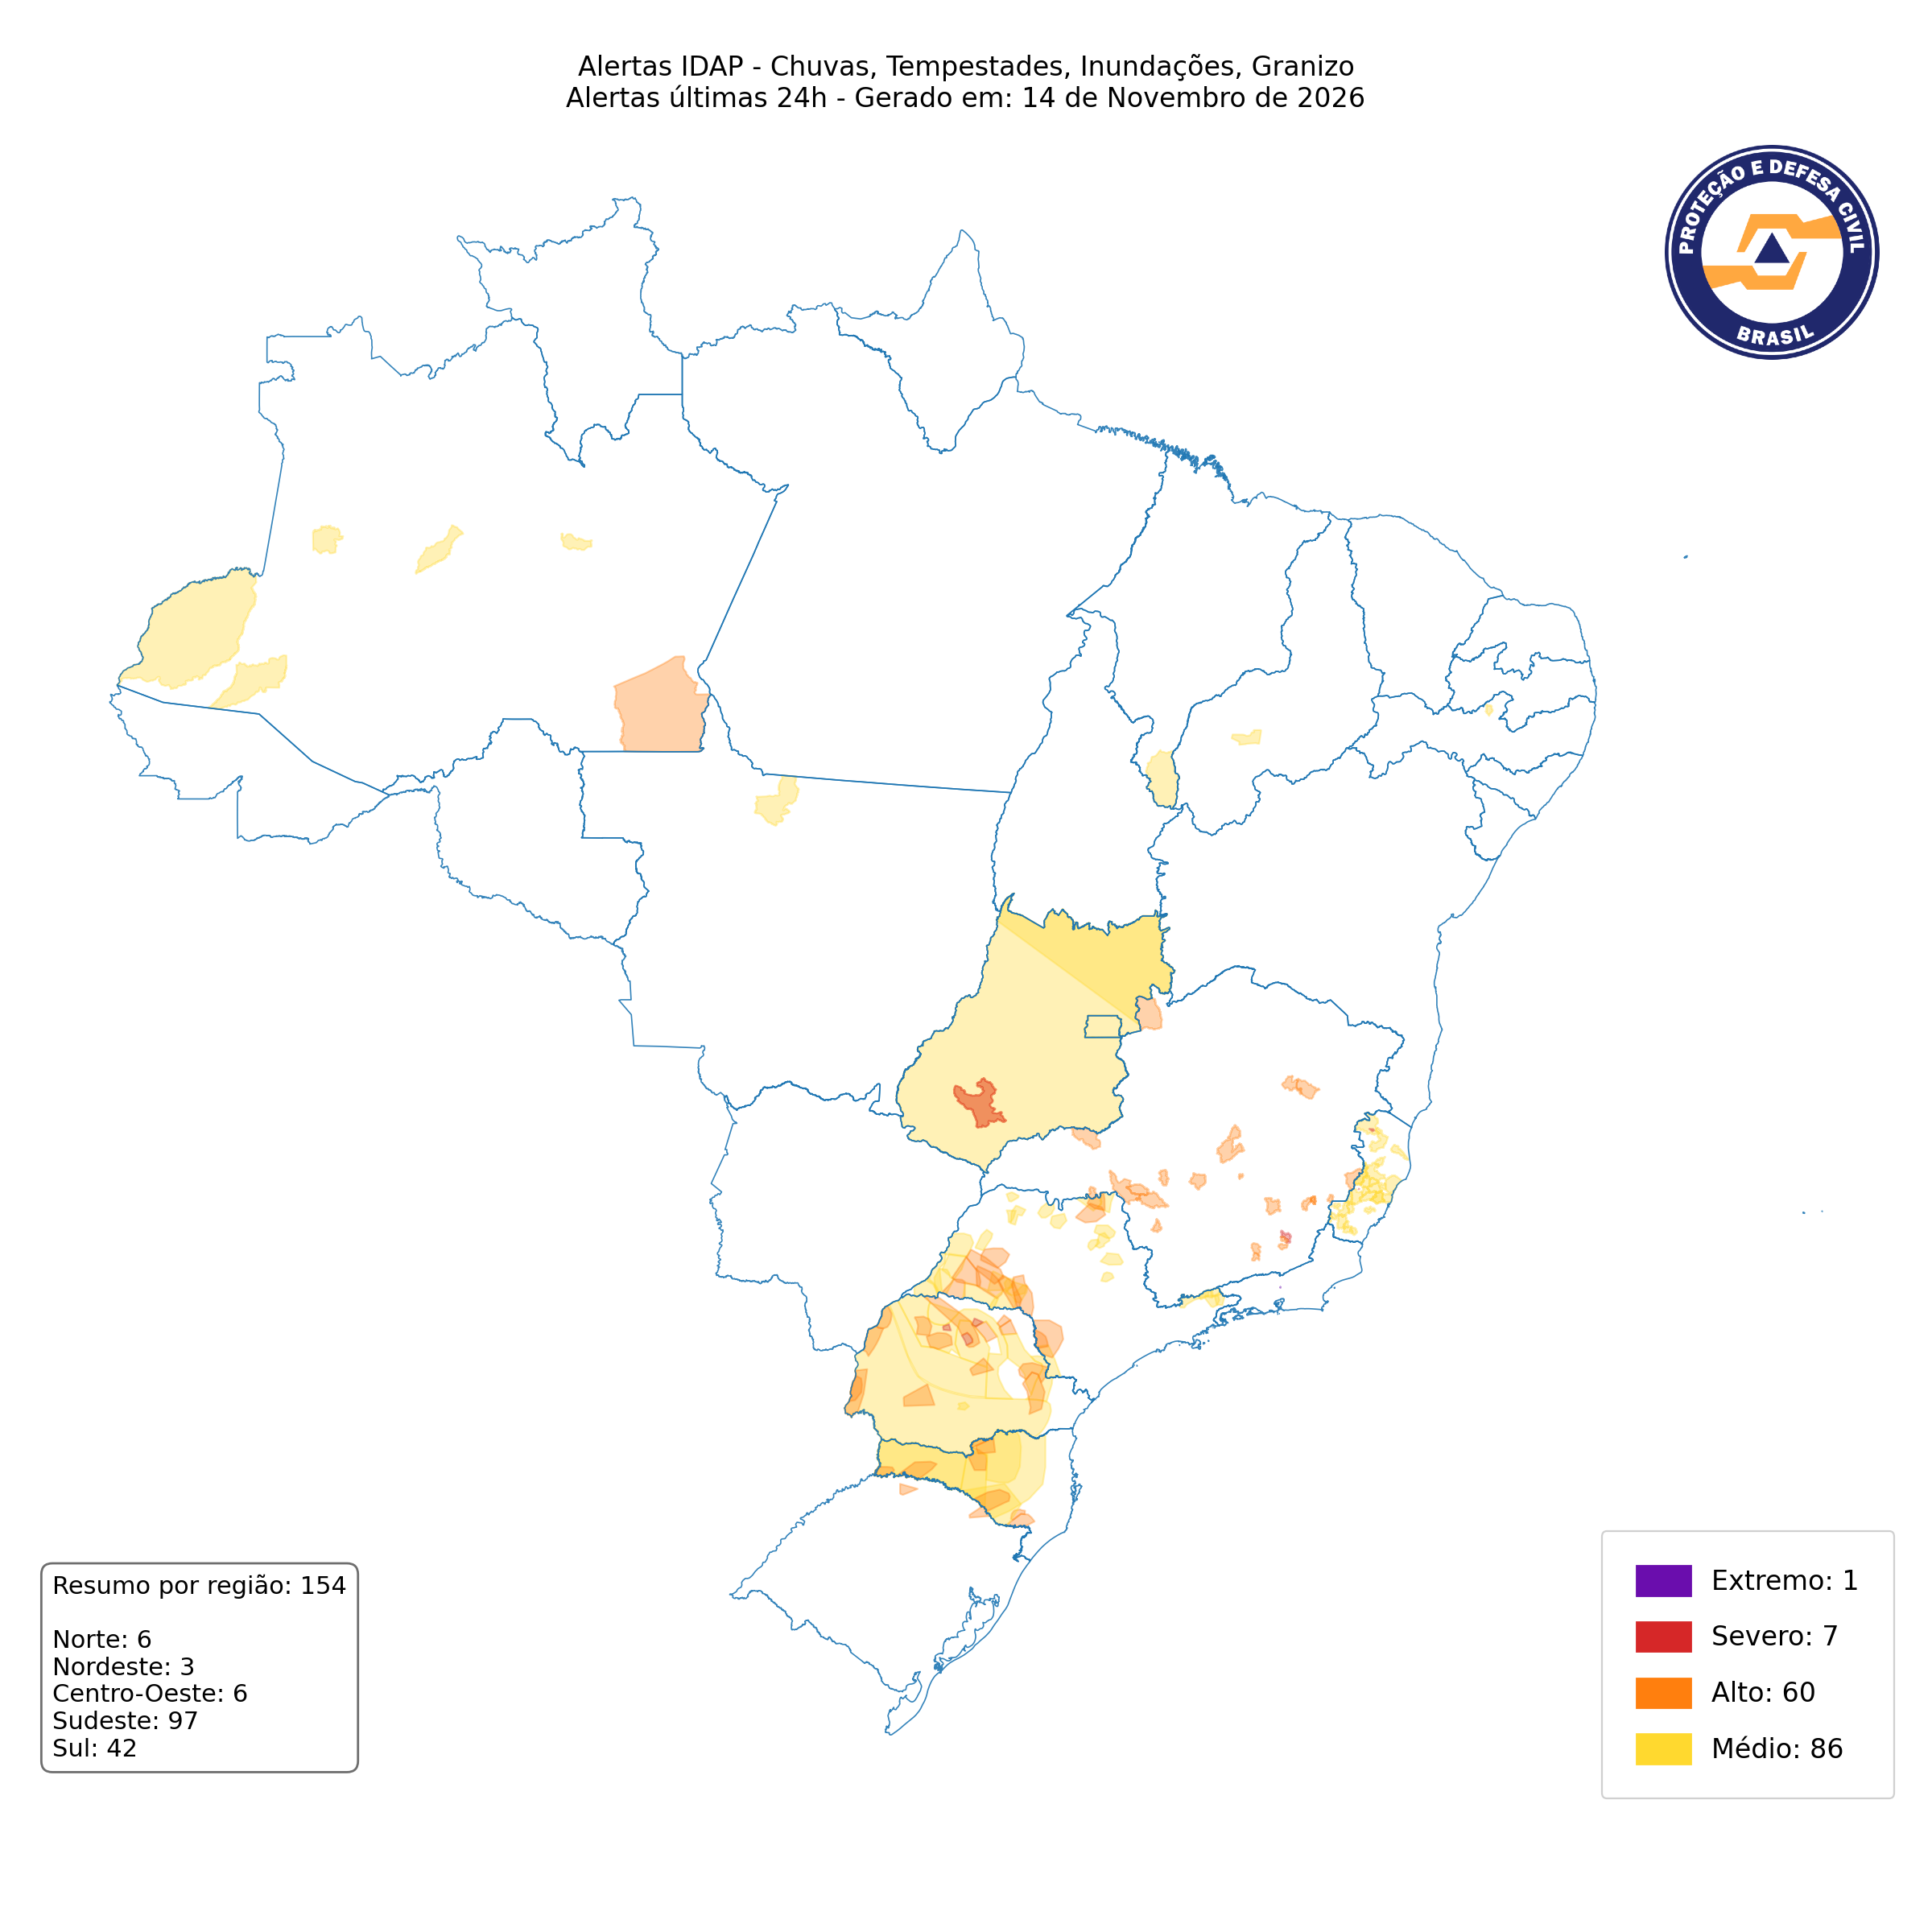 Alertas IDAP - Chuvas, Tempestades, Inundações, Granizo
Alertas últimas 24h - Gerado em: 14 de Novembro de 2026
PROTEÇÃO E DEFESA CIVIL
BRASIL
Resumo por região: 154
Norte: 6
Nordeste: 3
Centro-Oeste: 6
Sudeste: 97
Sul: 42
Extremo: 1
Severo: 7
Alto: 60
Médio: 86